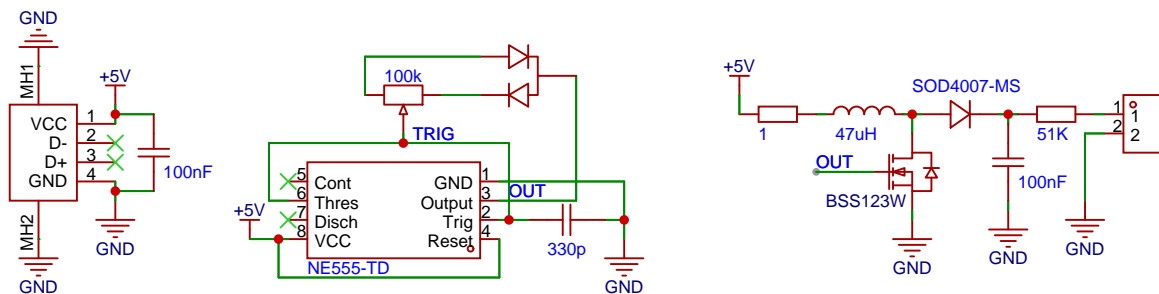 GND
MH1
+5V
VCC 1
D- 2
D+ 3
GND 4
100nF
MH2
GND
GND
100k
TRIG
5 Cont
6 Thres
7 Disch
8 VCC
GND 1
Output 3
Trig 2
Reset 4
OUT
+5V
NE555-TD
330p
GND
+5V
1
47uH
SOD4007-MS
51K
OUT
BSS123W
100nF
1 1
2 2
GND
GND
GND